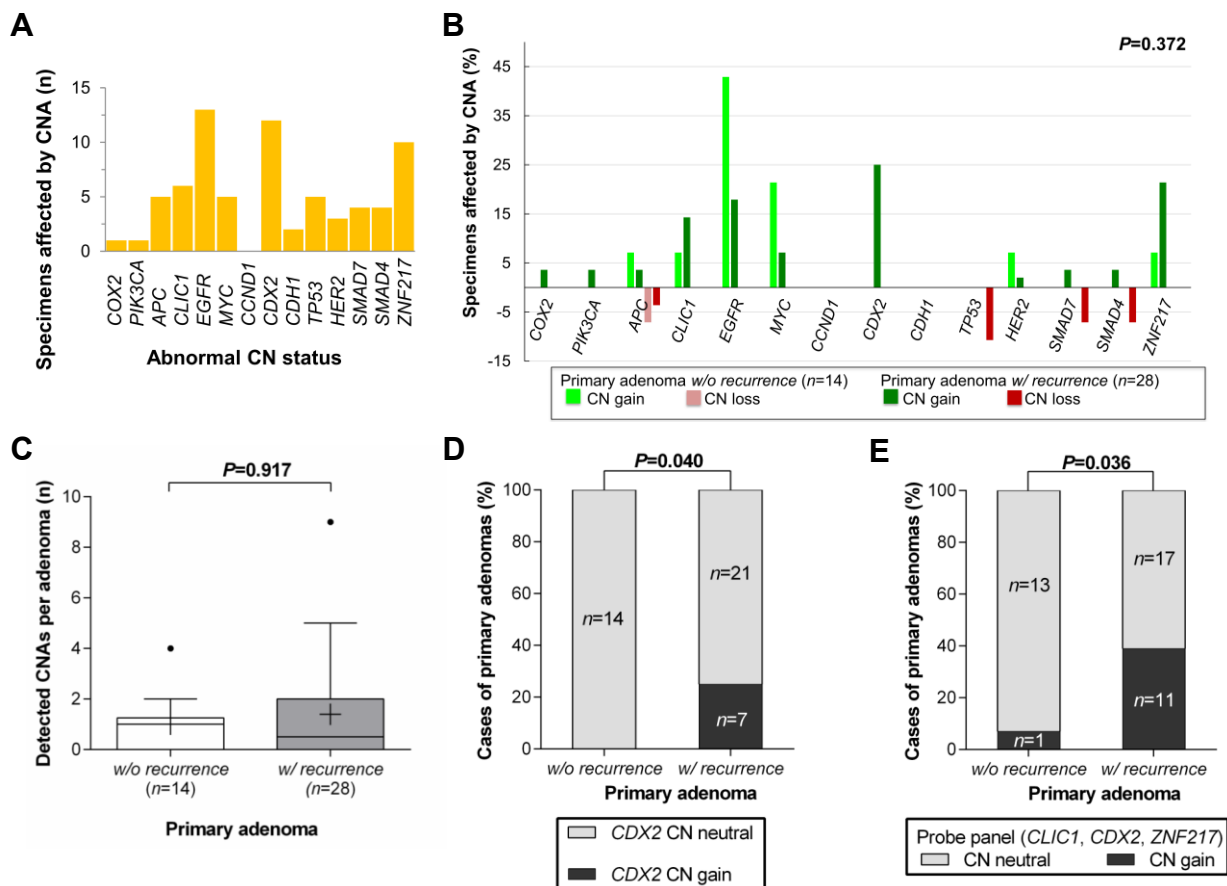 A
Specimens affected by CNA (n)
15
10
5
0
COX2
PIK3CA
APC
CLIC1
EGFR
MYC
CCND1
CDX2
CDH1
TP53
HER2
SMAD7
SMAD4
ZNF217
Abnormal CN status
B
P=0.372
Specimens affected by CNA (%)
45
35
25
15
5
-5
-15
COX2
PIK3CA
APC
CLIC1
EGFR
MYC
CCND1
CDX2
CDH1
TP53
HER2
SMAD7
SMAD4
ZNF217
Primary adenoma w/o recurrence (n=14)
CN gain
CN loss
Primary adenoma w/ recurrence (n=28)
CN gain
CN loss
C
P=0.917
Detected CNAs per adenoma (n)
10
8
6
4
2
0
w/o recurrence
(n=14)
w/ recurrence
(n=28)
Primary adenoma
D
P=0.040
Cases of primary adenomas (%)
100
80
60
40
20
0
n=14
n=21
n=7
w/o recurrence
w/ recurrence
Primary adenoma
CDX2 CN neutral
CDX2 CN gain
E
P=0.036
Cases of primary adenomas (%)
100
80
60
40
20
0
n=13
n=1
n=17
n=11
w/o recurrence
w/ recurrence
Primary adenoma
Probe panel (CLIC1, CDX2, ZNF217)
CN neutral
CN gain